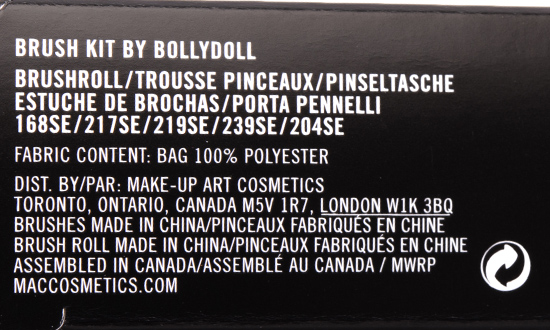 BRUSH KIT BY BOLLYDOLL
BRUSHROLL/TROUSSE PINCEAUX/PINSELTASCHE
ESTUCHE DE BROCHAS/PORTA PENNELLI
168SE/217SE/219SE/239SE/204SE
FABRIC CONTENT: BAG 100% POLYESTER
DIST. BY/PAR: MAKE-UP ART COSMETICS
TORONTO, ONTARIO, CANADA M5V 1R7, LONDON W1K 3BQ
BRUSHES MADE IN CHINA/PINCEAUX FABRIQUÉS EN CHINE
BRUSH ROLL MADE IN CHINA/PINCEAUX FABRIQUÉS EN CHINE
ASSEMBLED IN CANADA/ASSEMBLÉ AU CANADA / MWRP
MACCOSMETICS.COM